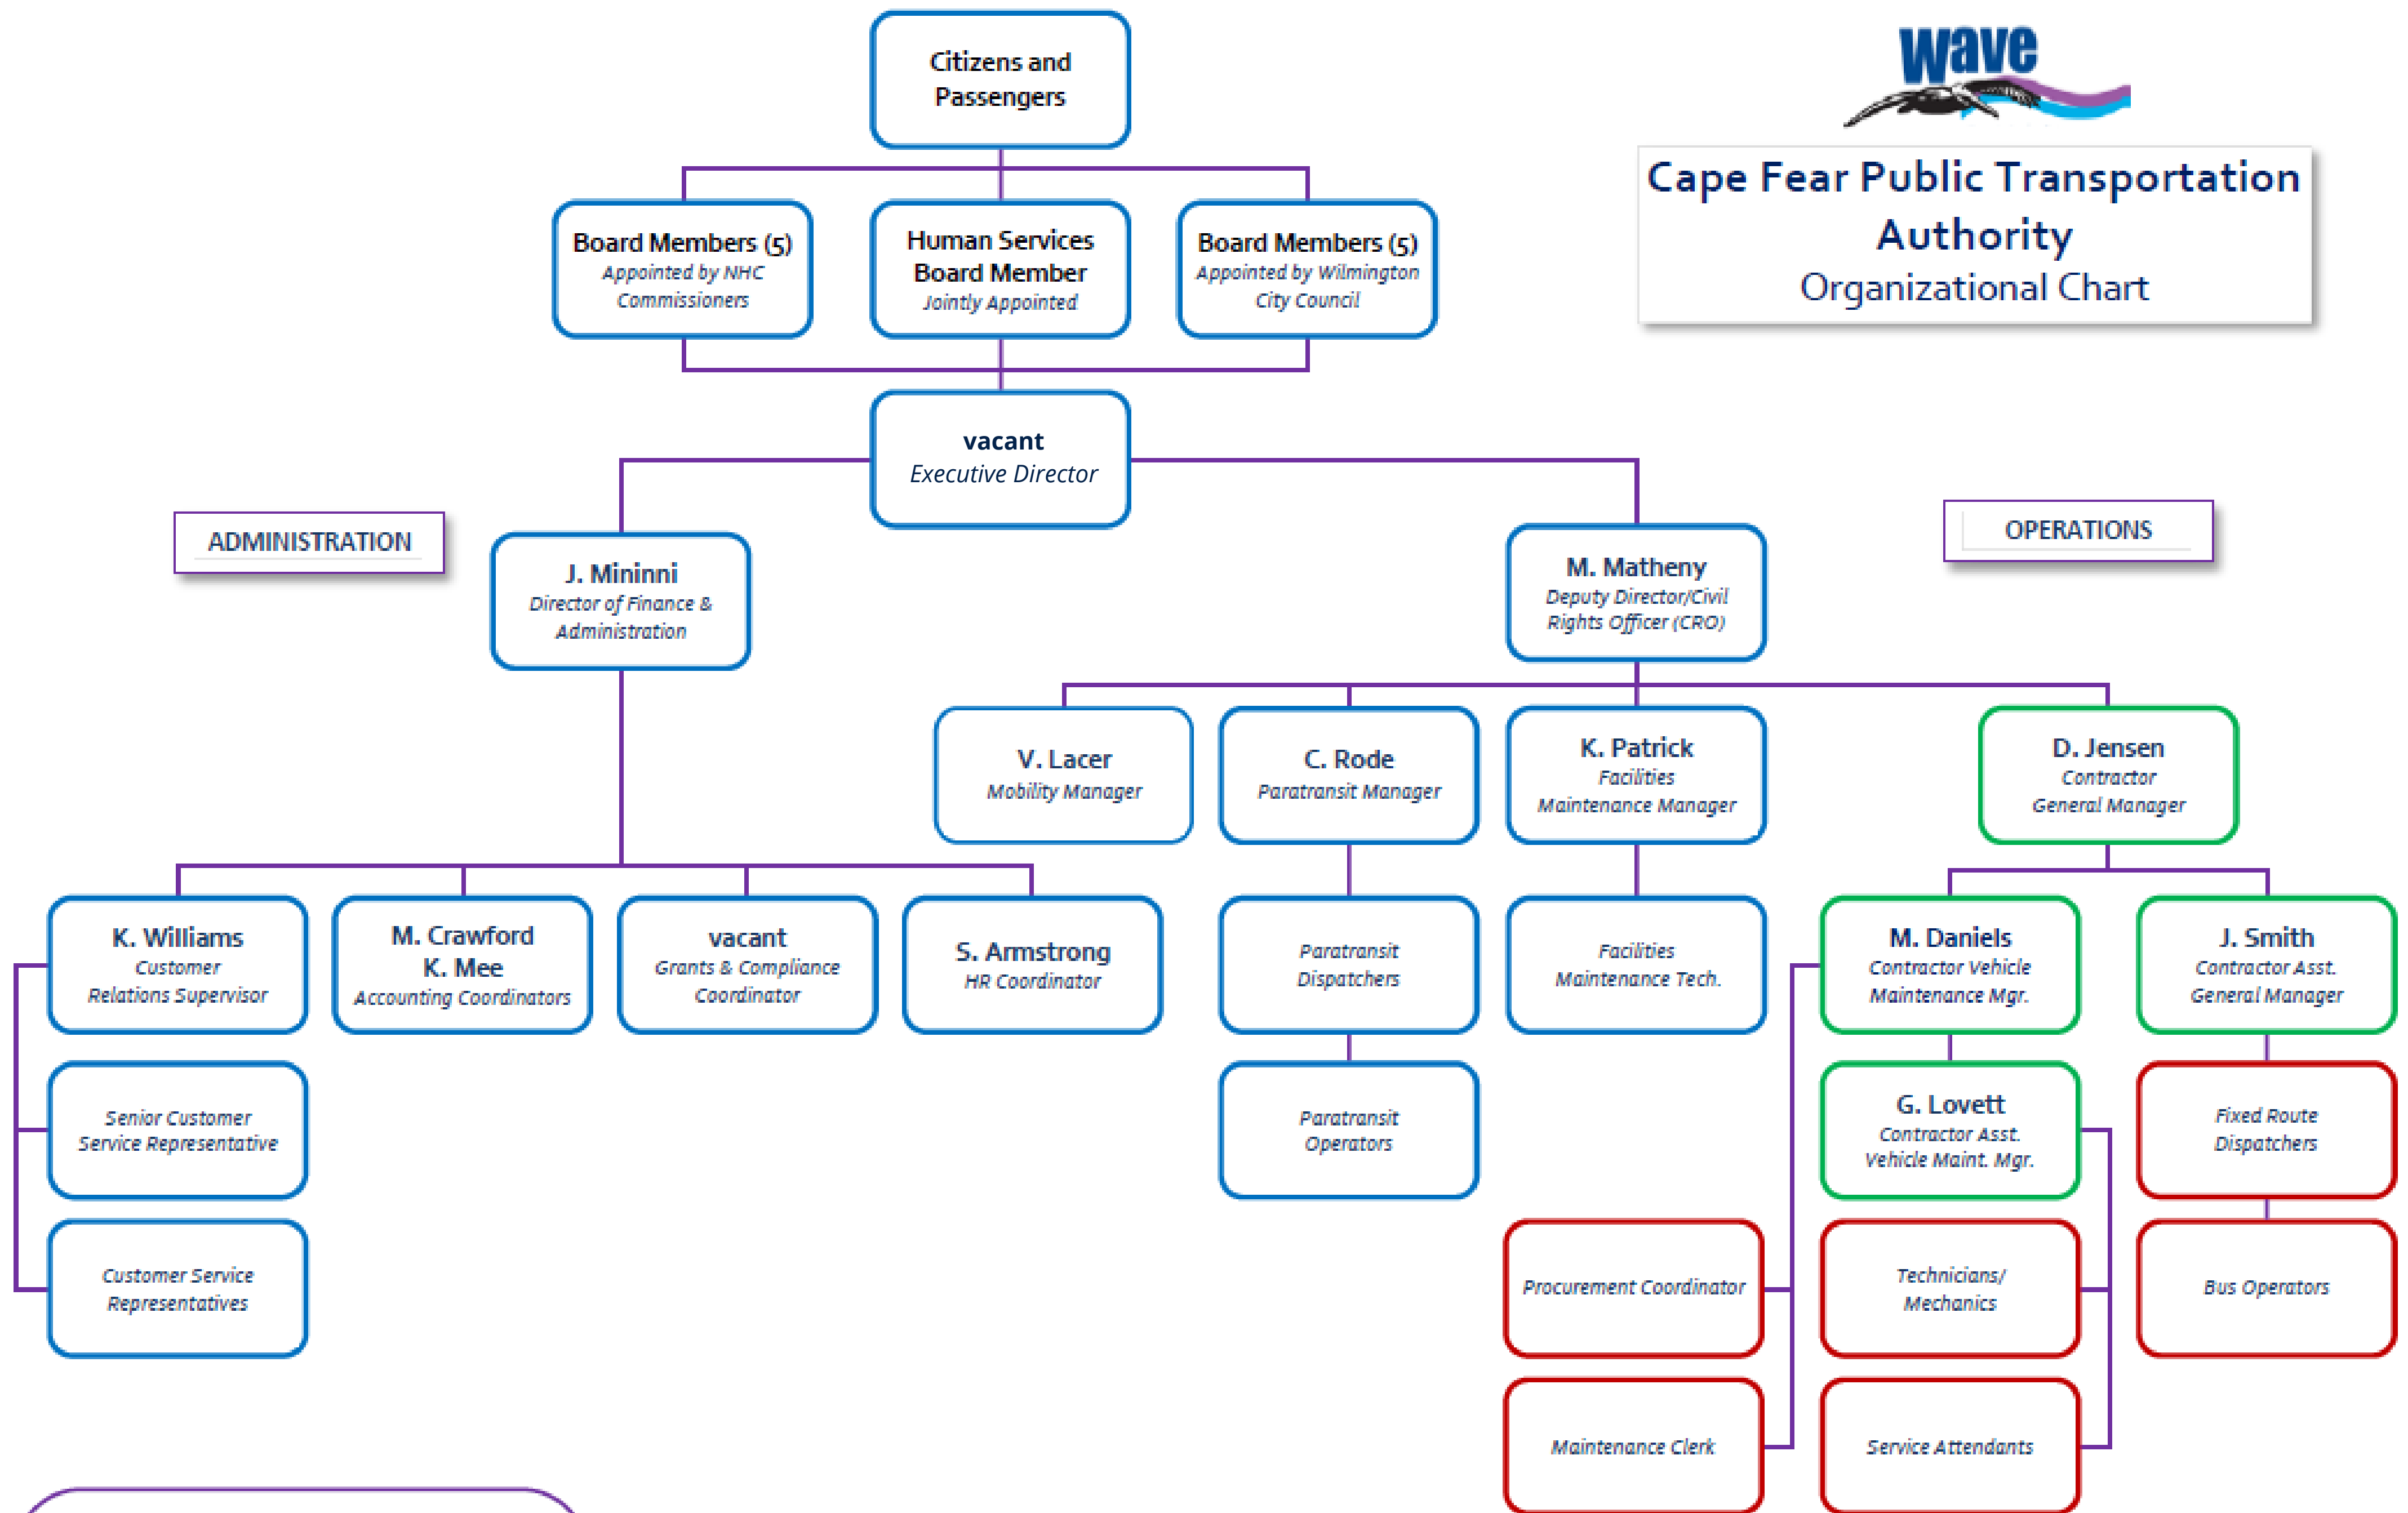 Citizens and
Passengers
wave
Cape Fear Public Transportation
Authority
Organizational Chart
Board Members (5)
Appointed by NHC
Commissioners
Human Services
Board Member
Jointly Appointed
Board Members (5)
Appointed by Wilmington
City Council
vacant
Executive Director
ADMINISTRATION
OPERATIONS
J. Mininni
Director of Finance &
Administration
M. Matheny
Deputy Director/Civil
Rights Officer (CRO)
V. Lacer
Mobility Manager
C. Rode
Paratransit Manager
K. Patrick
Facilities
Maintenance Manager
D. Jensen
Contractor
General Manager
K. Williams
Customer
Relations Supervisor
M. Crawford
K. Mee
Accounting Coordinators
vacant
Grants & Compliance
Coordinator
S. Armstrong
HR Coordinator
Paratransit
Dispatchers
Facilities
Maintenance Tech.
M. Daniels
Contractor Vehicle
Maintenance Mgr.
J. Smith
Contractor Asst.
General Manager
Senior Customer
Service Representative
Paratransit
Operators
G. Lovett
Contractor Asst.
Vehicle Maint. Mgr.
Fixed Route
Dispatchers
Customer Service
Representatives
Procurement Coordinator
Technicians/
Mechanics
Bus Operators
Maintenance Clerk
Service Attendants